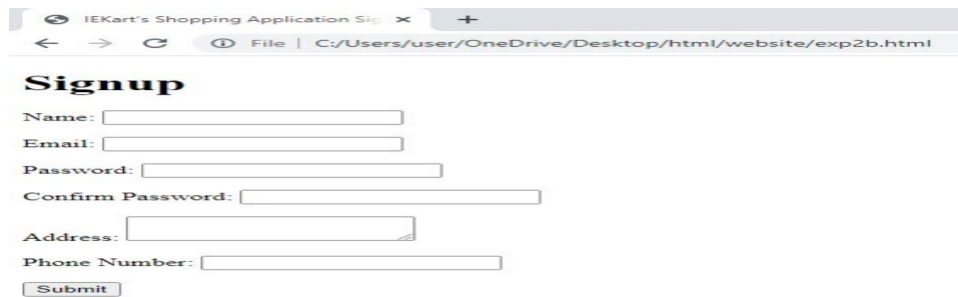 IEKart's Shopping Application Sig
File | C:/Users/user/OneDrive/Desktop/html/website/exp2b.html
Signup
Name:
Email:
Password:
Confirm Password:
Address:
Phone Number:
Submit